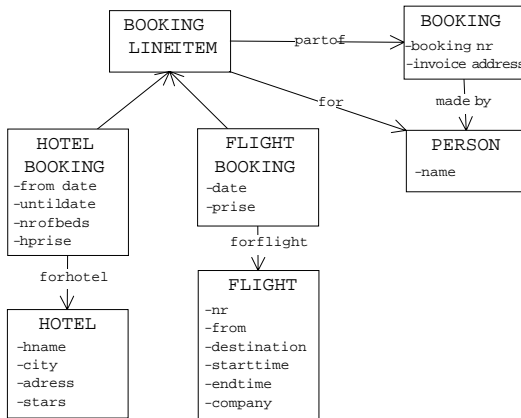 BOOKING
LINEITEM
partof
BOOKING
-booking nr
-invoice address
for
made by
HOTEL
BOOKING
-from date
-untildate
-nrofbeds
-hprise
FLIGHT
BOOKING
-date
-prise
PERSON
-name
forhotel
forflight
HOTEL
-hname
-city
-adress
-stars
FLIGHT
-nr
-from
-destination
-starttime
-endtime
-company